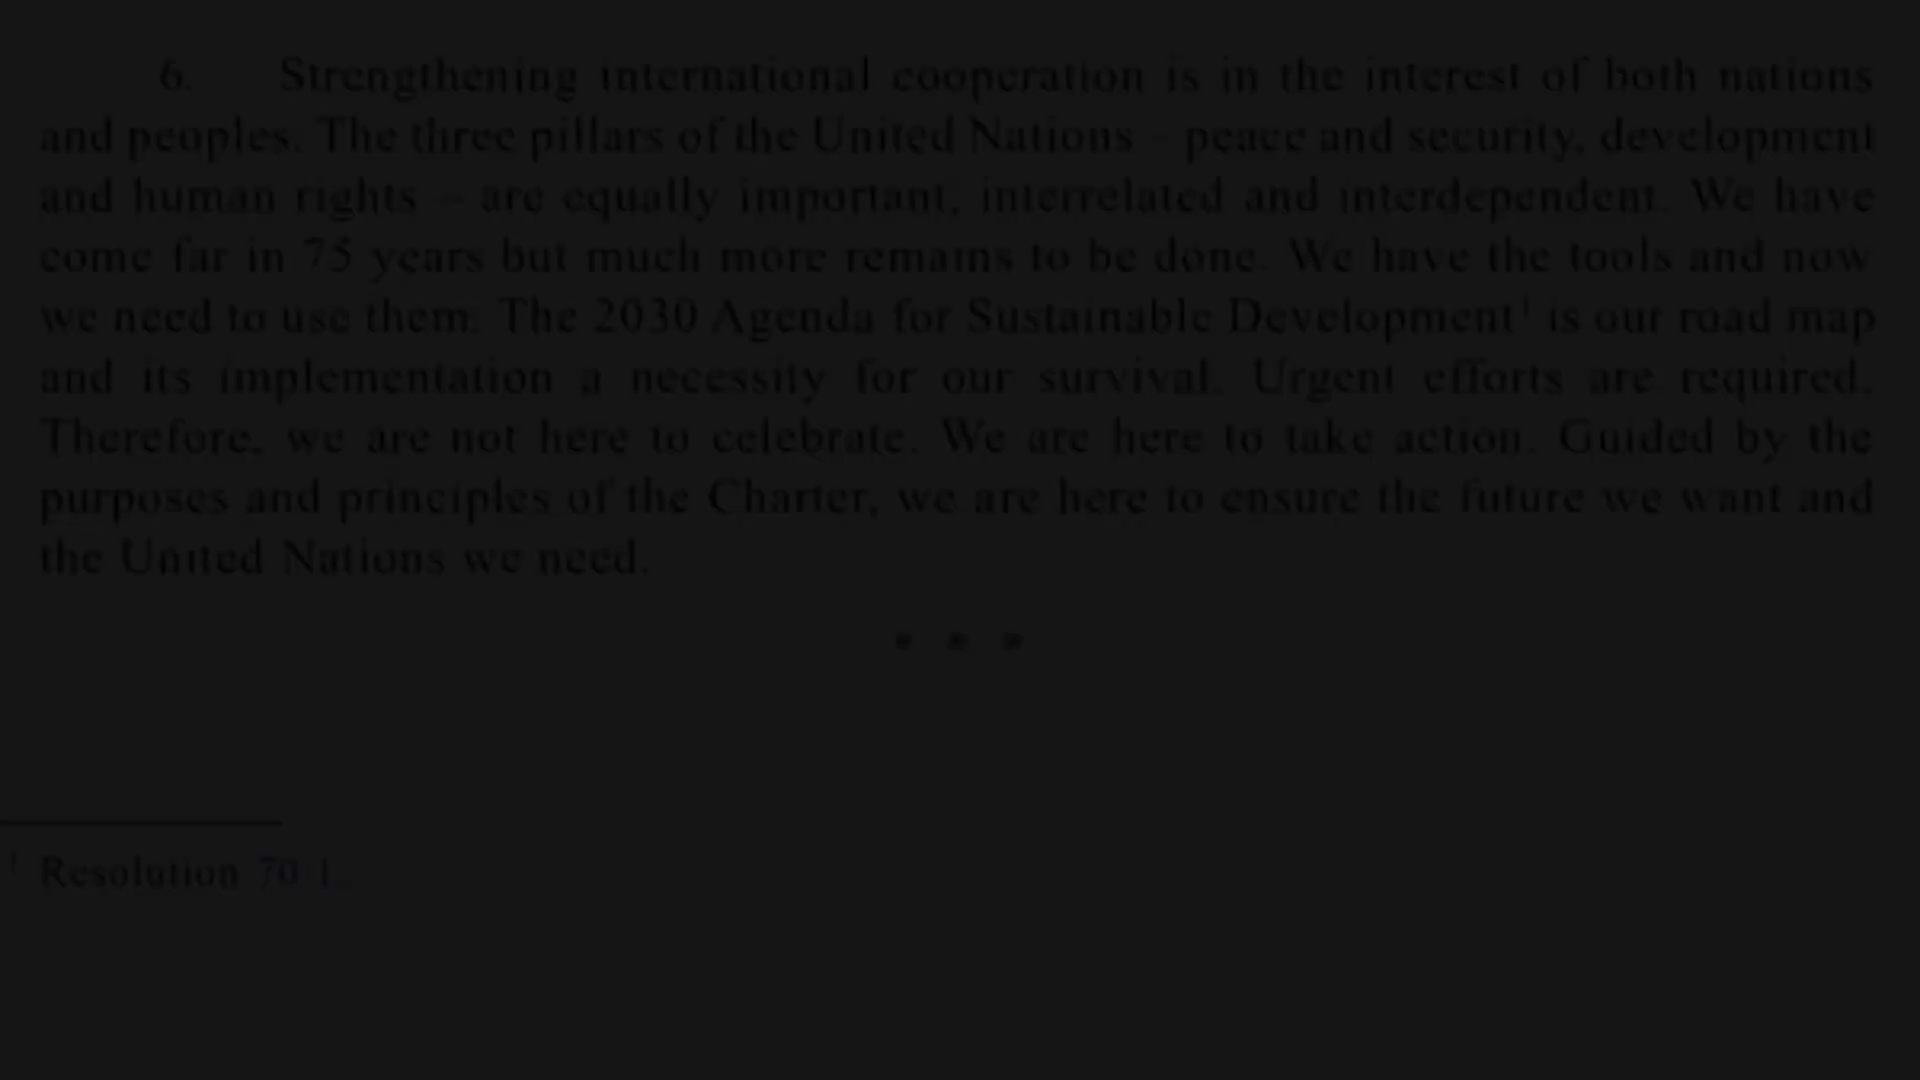 6. Strengthening international cooperation is in the interest of both nations
and peoples. The three pillars of the United Nations – peace and security, development
and human rights – are equally important, interrelated and interdependent. We have
come far in 75 years but much more remains to be done. We have the tools and now
we need to use them. The 2030 Agenda for Sustainable Development¹ is our road map
and its implementation a necessity for our survival. Urgent efforts are required.
Therefore, we are not here to celebrate. We are here to take action. Guided by the
purposes and principles of the Charter, we are here to ensure the future we want and
the United Nations we need.
• • •
¹ Resolution 70/1.